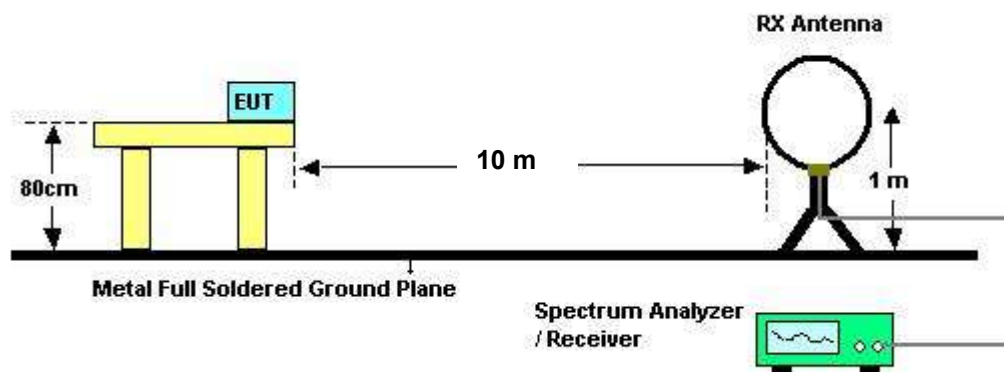 RX Antenna
EUT
10 m
80cm
1 m
Metal Full Soldered Ground Plane
Spectrum Analyzer
/ Receiver